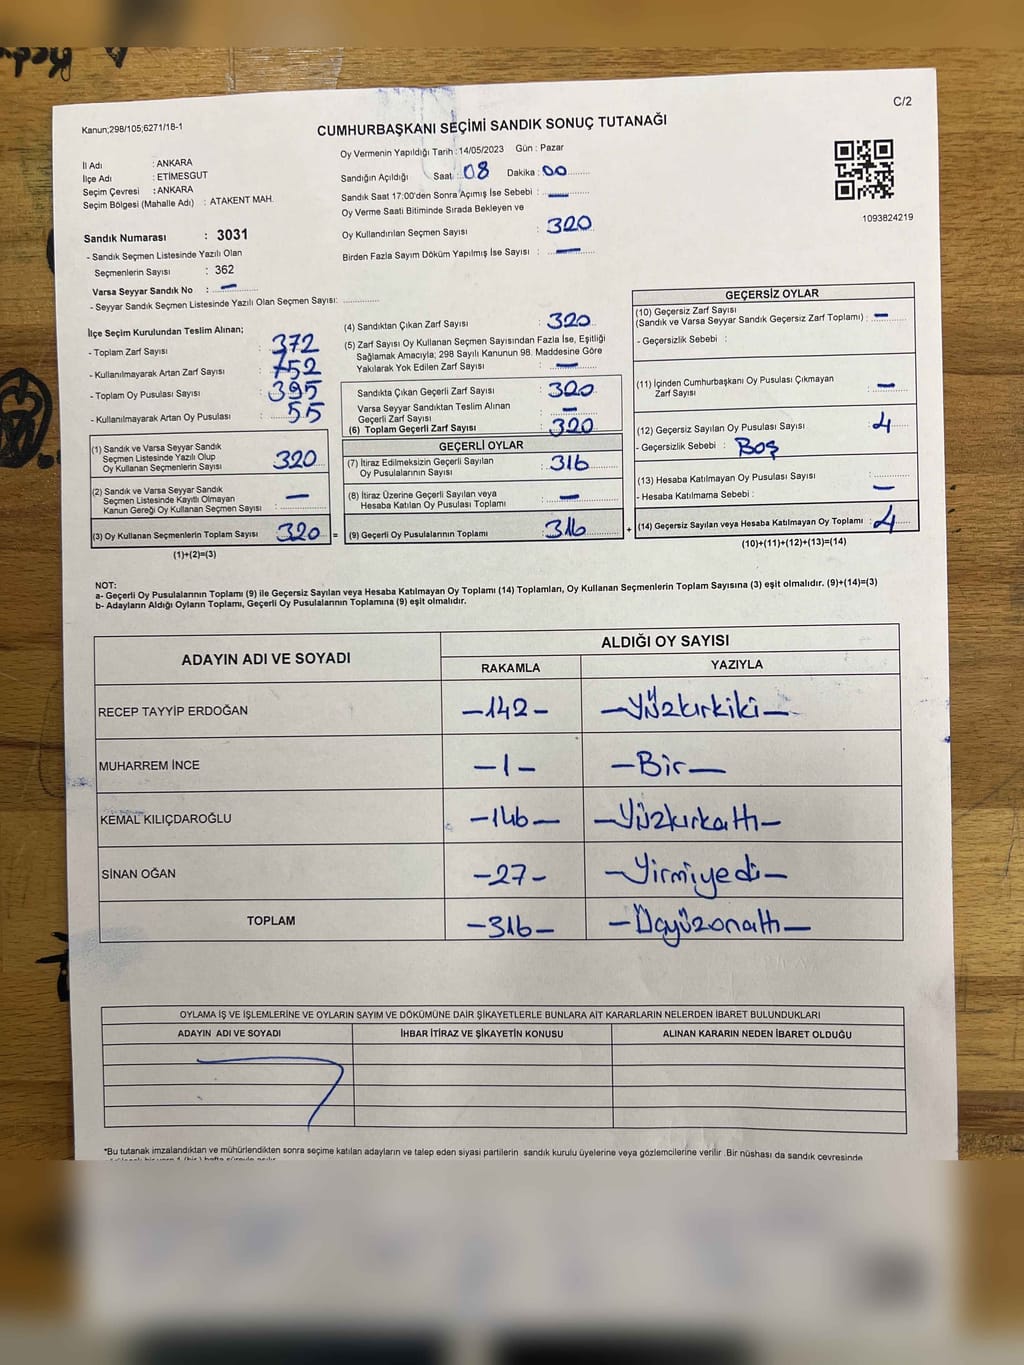 C/2
Kanun;298/105;6271/18-1
CUMHURBAŞKANI SEÇİMİ SANDIK SONUÇ TUTANAĞI
İl Adı : ANKARA
İlçe Adı : ETİMESGUT
Seçim Çevresi : ANKARA
Seçim Bölgesi (Mahalle Adı) : ATAKENT MAH.
Oy Vermenin Yapıldığı Tarih : 14/05/2023 Gün : Pazar
Sandığın Açıldığı Saat : 08 Dakika : 00
Sandık Saat 17:00'den Sonra Açımış İse Sebebi : —
Oy Verme Saati Bitiminde Sırada Bekleyen ve
Oy Kullandırılan Seçmen Sayısı : 320
Birden Fazla Sayım Döküm Yapılmış İse Sayısı : —
1093824219
Sandık Numarası : 3031
- Sandık Seçmen Listesinde Yazılı Olan
Seçmenlerin Sayısı : 362
Varsa Seyyar Sandık No : —
- Seyyar Sandık Seçmen Listesinde Yazılı Olan Seçmen Sayısı:
İlçe Seçim Kurulundan Teslim Alınan;
- Toplam Zarf Sayısı : 372
- Kullanılmayarak Artan Zarf Sayısı :
- Toplam Oy Pusulası Sayısı : 395
- Kullanılmayarak Artan Oy Pusulası : 55
(1) Sandık ve Varsa Seyyar Sandık
Seçmen Listesinde Yazılı Olup
Oy Kullanan Seçmenlerin Sayısı : 320
(2) Sandık ve Varsa Seyyar Sandık
Seçmen Listesinde Kayıtlı Olmayan
Kanun Gereği Oy Kullanan Seçmen Sayısı : —
(3) Oy Kullanan Seçmenlerin Toplam Sayısı : 320 =
(1)+(2)=(3)
(4) Sandıktan Çıkan Zarf Sayısı : 320
(5) Zarf Sayısı Oy Kullanan Seçmen Sayısından Fazla İse, Eşitliği
Sağlamak Amacıyla; 298 Sayılı Kanunun 98. Maddesine Göre
Yakılarak Yok Edilen Zarf Sayısı : —
Sandıkta Çıkan Geçerli Zarf Sayısı : 320
Varsa Seyyar Sandıktan Teslim Alınan
Geçerli Zarf Sayısı : —
(6) Toplam Geçerli Zarf Sayısı : 320
GEÇERLİ OYLAR
(7) İtiraz Edilmeksizin Geçerli Sayılan
Oy Pusulalarının Sayısı : 316
(8) İtiraz Üzerine Geçerli Sayılan veya
Hesaba Katılan Oy Pusulası Toplamı : —
(9) Geçerli Oy Pusulalarının Toplamı : 316 +
GEÇERSİZ OYLAR
(10) Geçersiz Zarf Sayısı
(Sandık ve Varsa Seyyar Sandık Geçersiz Zarf Toplamı) : —
- Geçersizlik Sebebi :
(11) İçinden Cumhurbaşkanı Oy Pusulası Çıkmayan
Zarf Sayısı : —
(12) Geçersiz Sayılan Oy Pusulası Sayısı : 4
- Geçersizlik Sebebi : Boş
(13) Hesaba Katılmayan Oy Pusulası Sayısı :
- Hesaba Katılmama Sebebi : —
(14) Geçersiz Sayılan veya Hesaba Katılmayan Oy Toplamı : 4
(10)+(11)+(12)+(13)=(14)
NOT:
a- Geçerli Oy Pusulalarının Toplamı (9) ile Geçersiz Sayılan veya Hesaba Katılmayan Oy Toplamı (14) Toplamları, Oy Kullanan Seçmenlerin Toplam Sayısına (3) eşit olmalıdır. (9)+(14)=(3)
b- Adayların Aldığı Oyların Toplamı, Geçerli Oy Pusulalarının Toplamına (9) eşit olmalıdır.
ADAYIN ADI VE SOYADI
ALDIĞI OY SAYISI
RAKAMLA YAZIYLA
RECEP TAYYİP ERDOĞAN -142- -Yüzkırkiki-
MUHARREM İNCE -1- -Bir-
KEMAL KILIÇDAROĞLU -146- -Yüzkırkaltı-
SİNAN OĞAN -27- -Yirmiyedi-
TOPLAM -316- -Üçyüzonaltı-
OYLAMA İŞ VE İŞLEMLERİNE VE OYLARIN SAYIM VE DÖKÜMÜNE DAİR ŞİKAYETLERLE BUNLARA AİT KARARLARIN NELERDEN İBARET BULUNDUKLARI
ADAYIN ADI VE SOYADI İHBAR İTİRAZ VE ŞİKAYETİN KONUSU ALINAN KARARIN NEDEN İBARET OLDUĞU
*Bu tutanak imzalandıktan ve mühürlendikten sonra seçime katılan adayların ve talep eden siyasi partilerin sandık kurulu üyelerine veya gözlemcilerine verilir .Bir nüshası da sandık çevresinde